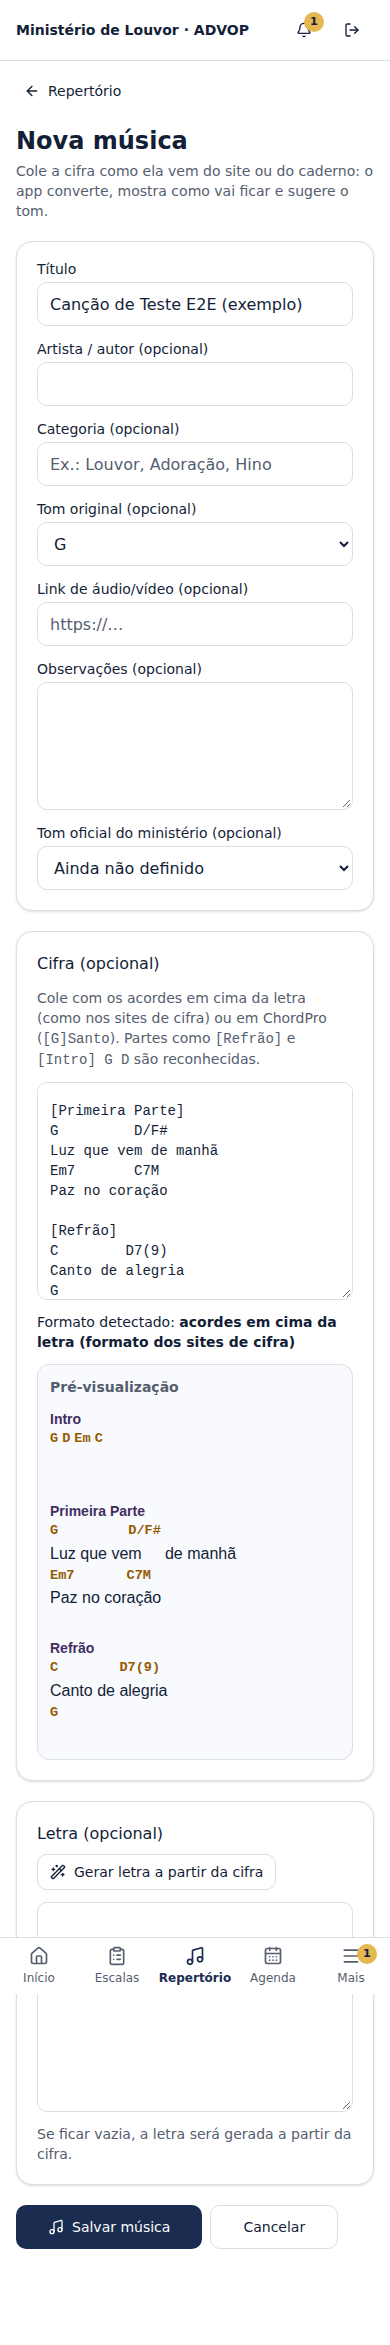 Ministério de Louvor · ADVOP
1
Repertório
Nova música
Cole a cifra como ela vem do site ou do caderno: o
app converte, mostra como vai ficar e sugere o
tom.
Título
Canção de Teste E2E (exemplo)
Artista / autor (opcional)
Categoria (opcional)
Ex.: Louvor, Adoração, Hino
Tom original (opcional)
G
Link de áudio/vídeo (opcional)
https://...
Observações (opcional)
Tom oficial do ministério (opcional)
Ainda não definido
Cifra (opcional)
Cole com os acordes em cima da letra
(como nos sites de cifra) ou em ChordPro
([G]Santo). Partes como [Refrão] e
[Intro] G D são reconhecidas.
[Primeira Parte]
G D/F#
Luz que vem de manhã
Em7 C7M
Paz no coração
[Refrão]
C D7(9)
Canto de alegria
G
Formato detectado: acordes em cima da
letra (formato dos sites de cifra)
Pré-visualização
Intro
G D Em C
Primeira Parte
G D/F#
Luz que vem de manhã
Em7 C7M
Paz no coração
Refrão
C D7(9)
Canto de alegria
G
Letra (opcional)
Gerar letra a partir da cifra
1
Início Escalas Repertório Agenda Mais
Se ficar vazia, a letra será gerada a partir da
cifra.
Salvar música Cancelar